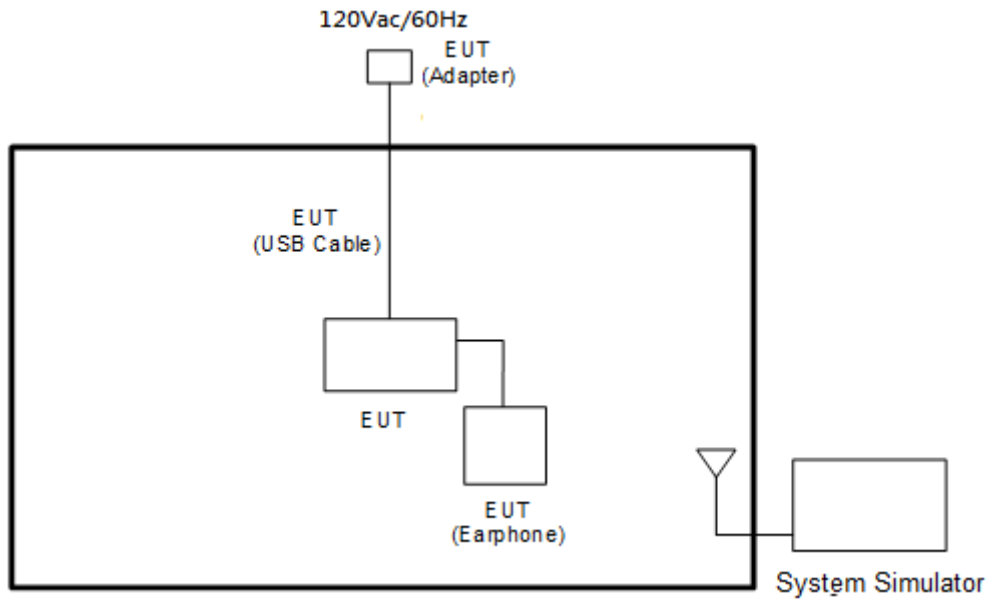 120Vac/60Hz
EUT
(Adapter)
EUT
(USB Cable)
EUT
EUT
(Earphone)
System Simulator